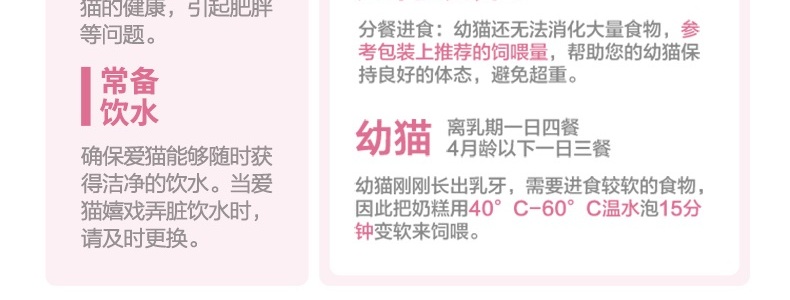 猫的健康，引起肥胖
等问题。
常备
饮水
确保爱猫能够随时获
得洁净的饮水。当爱
猫嬉戏弄脏饮水时，
请及时更换。
分餐进食：幼猫还无法消化大量食物，参
考包装上推荐的饲喂量，帮助您的幼猫保
持良好的体态，避免超重。
幼猫
离乳期一日四餐
4月龄以下一日三餐
幼猫刚刚长出乳牙，需要进食较软的食物，
因此把奶糕用40°C-60°C温水泡15分
钟变软来饲喂。